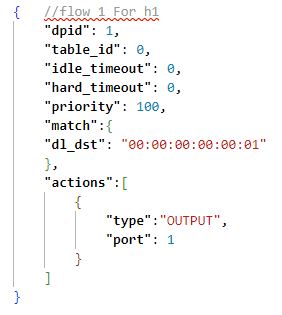 {   //flow 1 For h1
    "dpid": 1,
    "table_id": 0,
    "idle_timeout": 0,
    "hard_timeout": 0,
    "priority": 100,
    "match":{
    "dl_dst": "00:00:00:00:00:01"
    },
    "actions":[
        {
            "type":"OUTPUT",
            "port": 1
        }
    ]
}